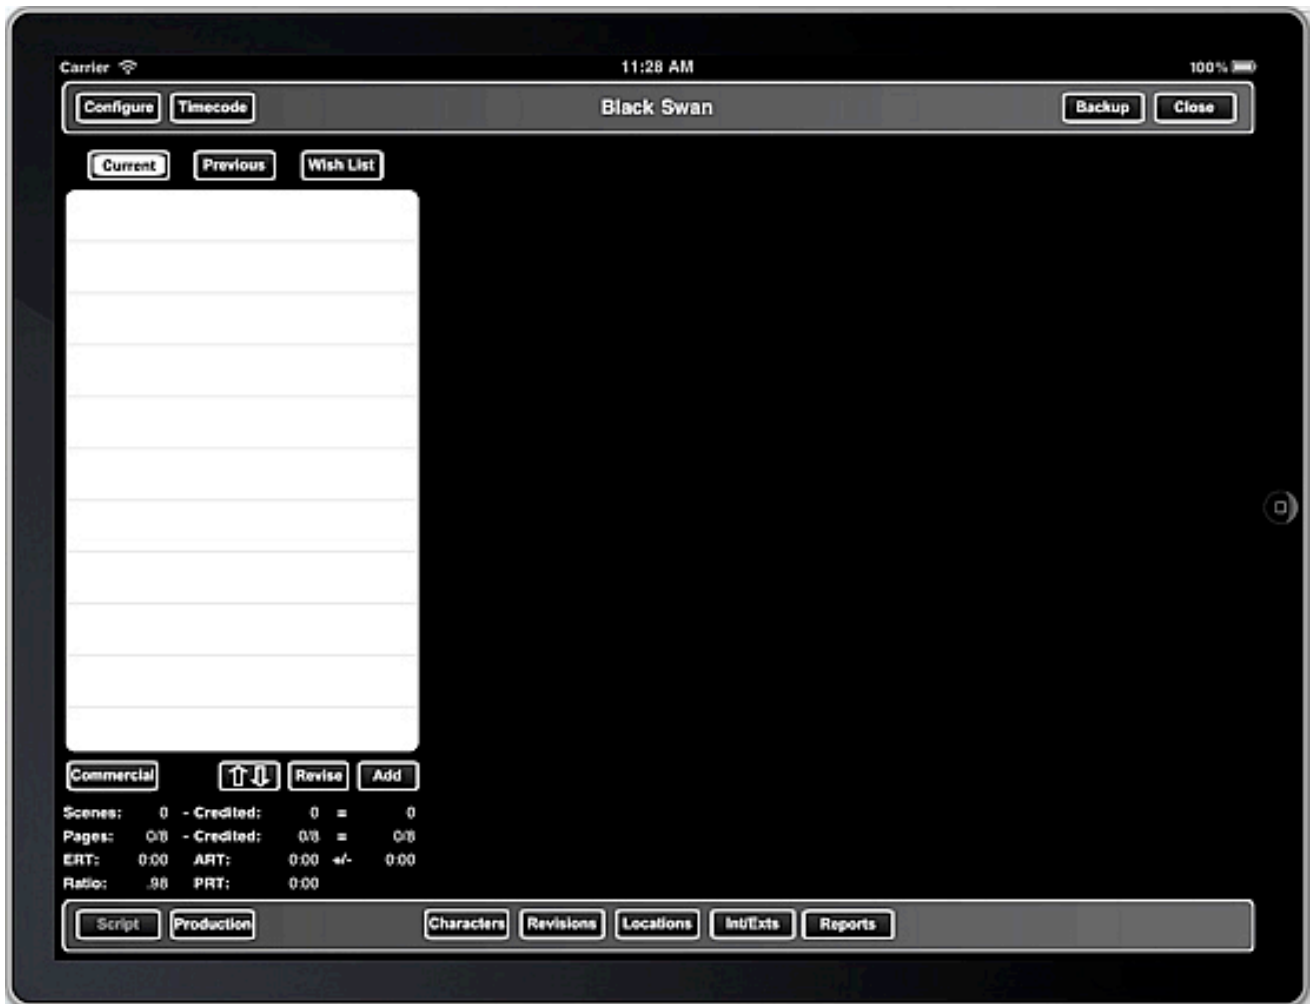 Carrier 11:28 AM 100%
Configure Timecode Black Swan Backup Close
Current Previous Wish List
Commercial Revise Add
Scenes: 0 - Credited: 0 = 0
Pages: 0/8 - Credited: 0/8 = 0/8
ERT: 0:00 ART: 0:00 +/- 0:00
Ratio: .98 PRT: 0:00
Script Production Characters Revisions Locations Int/Exts Reports